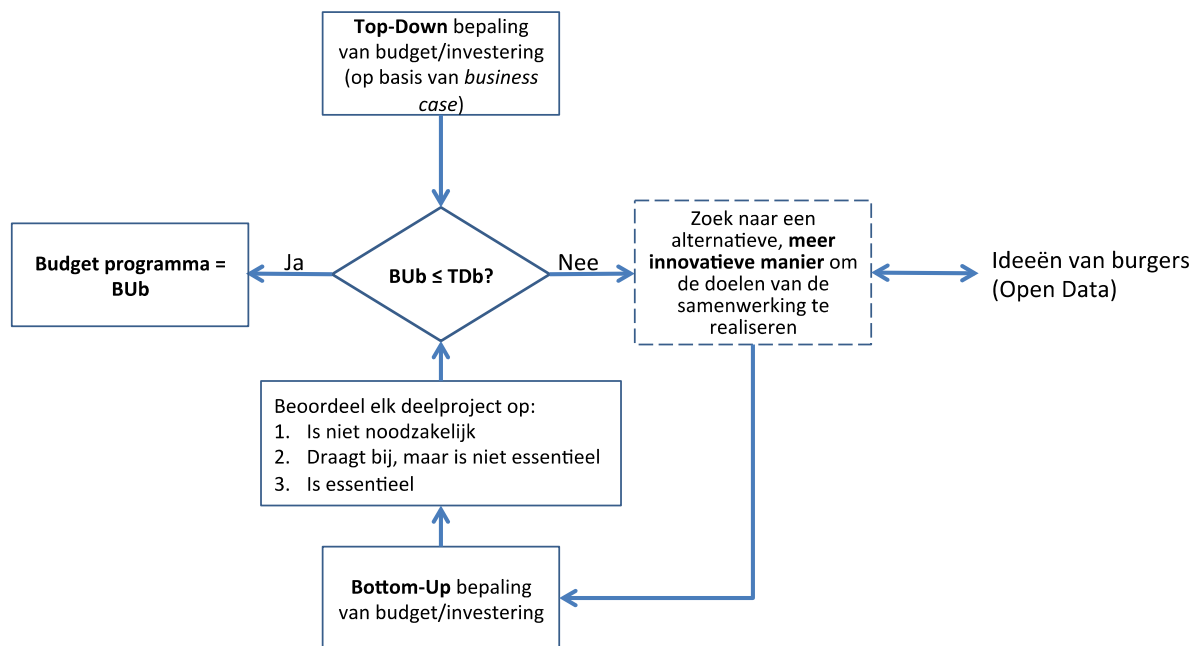 Top-Down bepaling
van budget/investering
(op basis van business
case)
Budget programma =
BUb
Ja
BUb ≤ TDb?
Nee
Zoek naar een
alternatieve, meer
innovatieve manier om
de doelen van de
samenwerking te
realiseren
Ideeën van burgers
(Open Data)
Beoordeel elk deelproject op:
1. Is niet noodzakelijk
2. Draagt bij, maar is niet essentieel
3. Is essentieel
Bottom-Up bepaling
van budget/investering